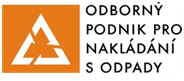 ODBORNÝ
PODNIK PRO
NAKLÁDÁNÍ
S ODPADY